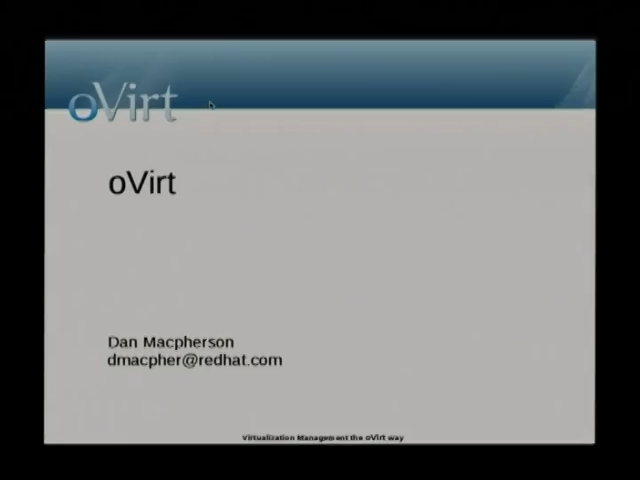 oVirt
oVirt
Dan Macpherson
dmacpher@redhat.com
Virtualization Management the oVirt way